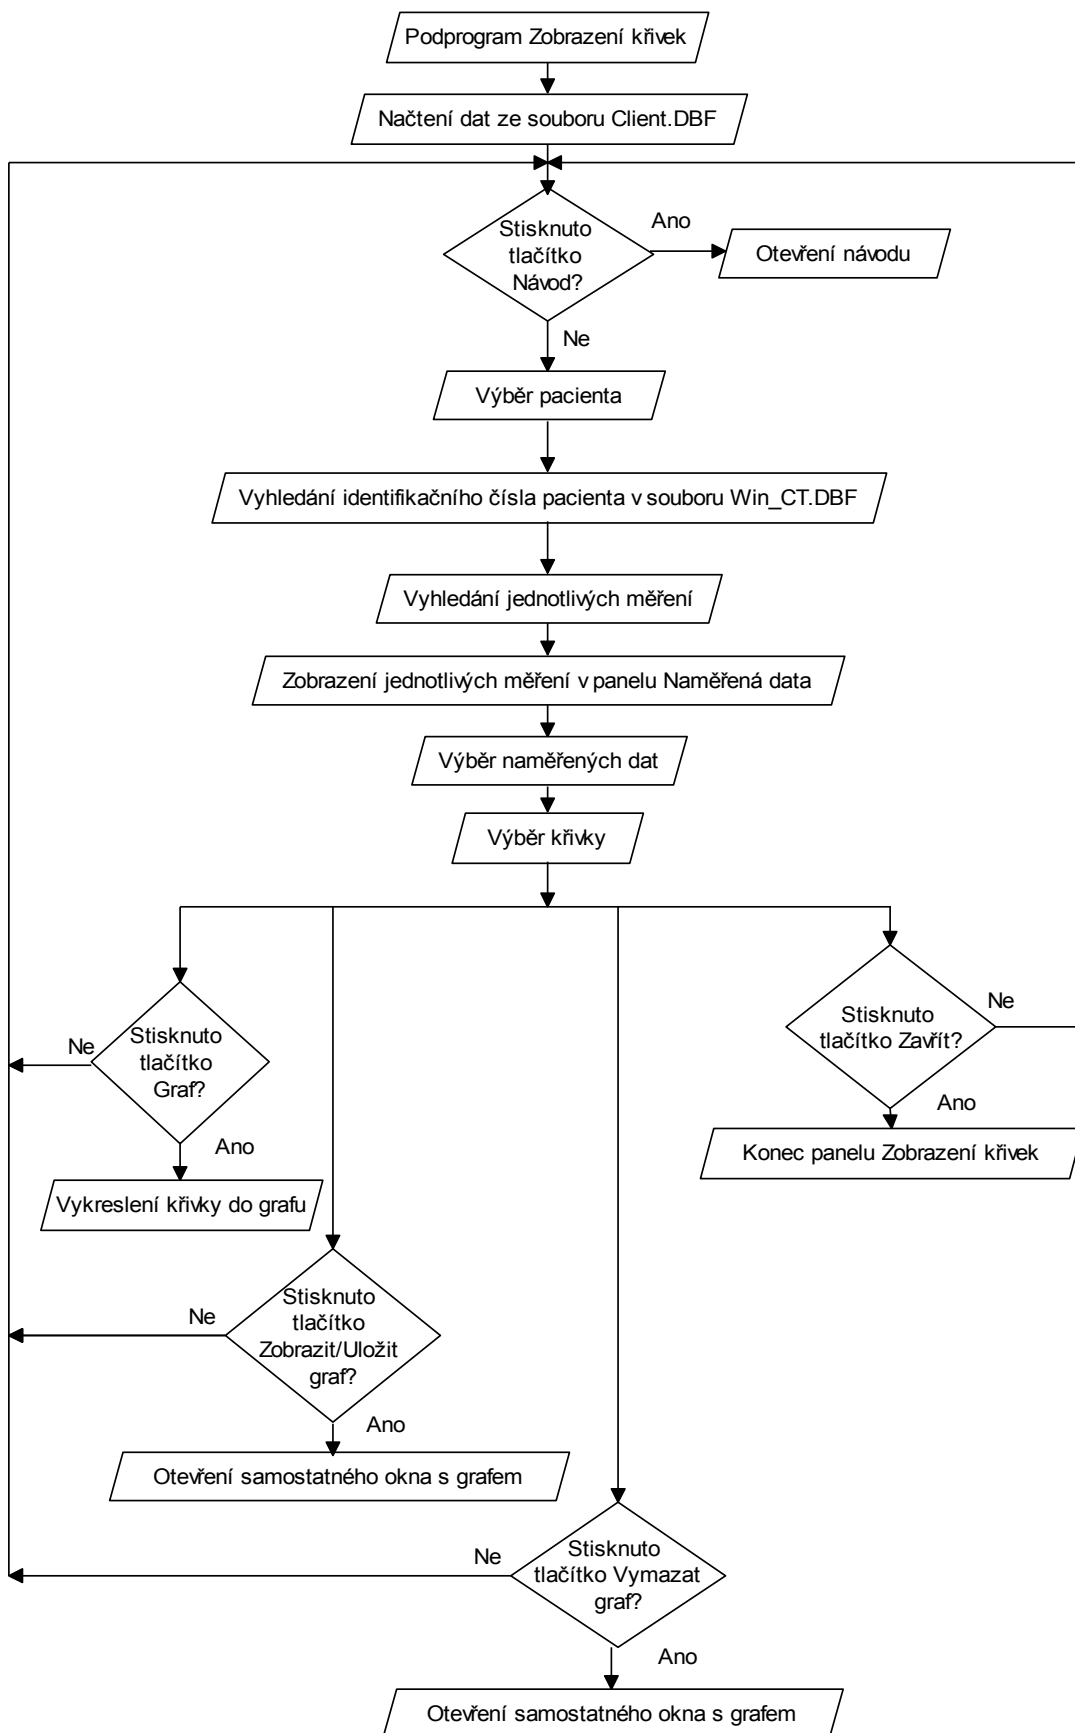 Podprogram Zobrazení křivek
Načtení dat ze souboru Client.DBF
Stisknuto
tlačítko
Návod?
Ano
Otevření návodu
Ne
Výběr pacienta
Vyhledání identifikačního čísla pacienta v souboru Win_CT.DBF
Vyhledání jednotlivých měření
Zobrazení jednotlivých měření v panelu Naměřená data
Výběr naměřených dat
Výběr křivky
Ne
Stisknuto
tlačítko
Graf?
Ano
Vykreslení křivky do grafu
Stisknuto
tlačítko Zavřít?
Ne
Ano
Konec panelu Zobrazení křivek
Ne
Stisknuto
tlačítko
Zobrazit/Uložit
graf?
Ano
Otevření samostatného okna s grafem
Ne
Stisknuto
tlačítko Vymazat
graf?
Ano
Otevření samostatného okna s grafem